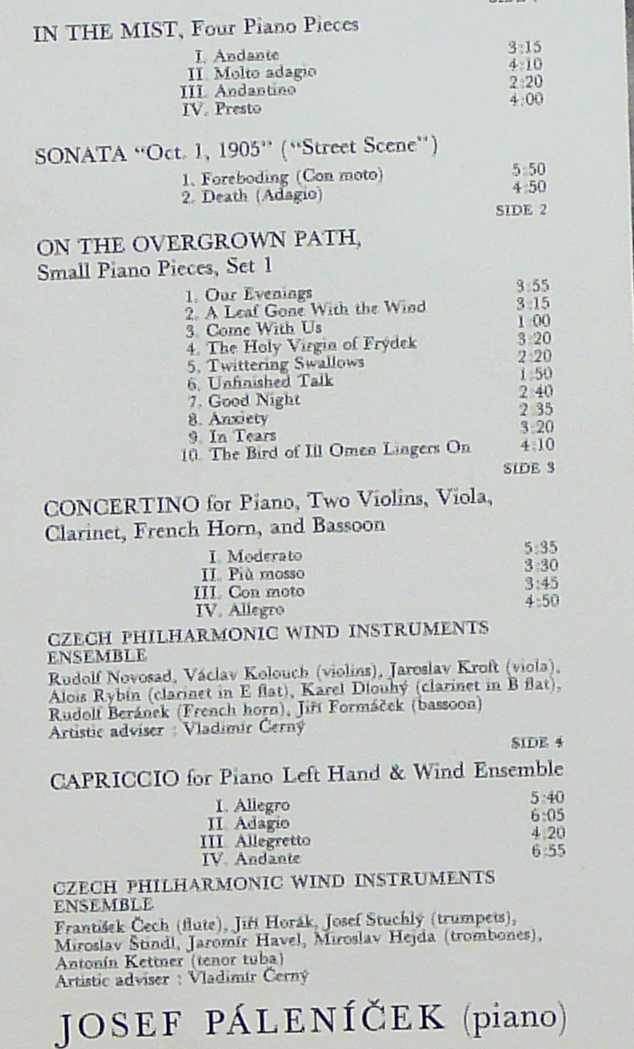 IN THE MIST, Four Piano Pieces
I. Andante 3:15
II. Molto adagio 4:10
III. Andantino 2:20
IV. Presto 4:00
SONATA "Oct. 1, 1905" ("Street Scene")
1. Foreboding (Con moto) 5:50
2. Death (Adagio) 4:50
SIDE 2
ON THE OVERGROWN PATH,
Small Piano Pieces, Set 1
1. Our Evenings 3:55
2. A Leaf Gone With the Wind 3:15
3. Come With Us 1:00
4. The Holy Virgin of Frýdek 3:20
5. Twittering Swallows 2:20
6. Unfinished Talk 1:50
7. Good Night 2:40
8. Anxiety 2:35
9. In Tears 3:20
10. The Bird of Ill Omen Lingers On 4:10
SIDE 3
CONCERTINO for Piano, Two Violins, Viola,
Clarinet, French Horn, and Bassoon
I. Moderato 5:35
II. Più mosso 3:30
III. Con moto 3:45
IV. Allegro 4:50
CZECH PHILHARMONIC WIND INSTRUMENTS
ENSEMBLE
Rudolf Novosad, Václav Kolouch (violins), Jaroslav Kroft (viola),
Alois Rybín (clarinet in E flat), Karel Dlouhý (clarinet in B flat),
Rudolf Beránek (French horn), Jiří Formáček (bassoon)
Artistic adviser : Vladimír Černý
SIDE 4
CAPRICCIO for Piano Left Hand & Wind Ensemble
I. Allegro 5:40
II. Adagio 6:05
III. Allegretto 4:20
IV. Andante 6:55
CZECH PHILHARMONIC WIND INSTRUMENTS
ENSEMBLE
František Čech (flute), Jiří Horák, Josef Stuchlý (trumpets),
Miroslav Štindl, Jaromír Havel, Miroslav Hejda (trombones),
Antonín Kettner (tenor tuba)
Artistic adviser : Vladimír Černý
JOSEF PÁLENÍČEK (piano)